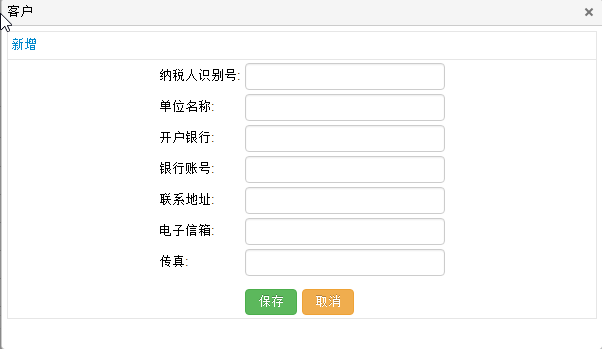 客户
新增
纳税人识别号:
单位名称:
开户银行:
银行账号:
联系地址:
电子信箱:
传真:
保存 取消